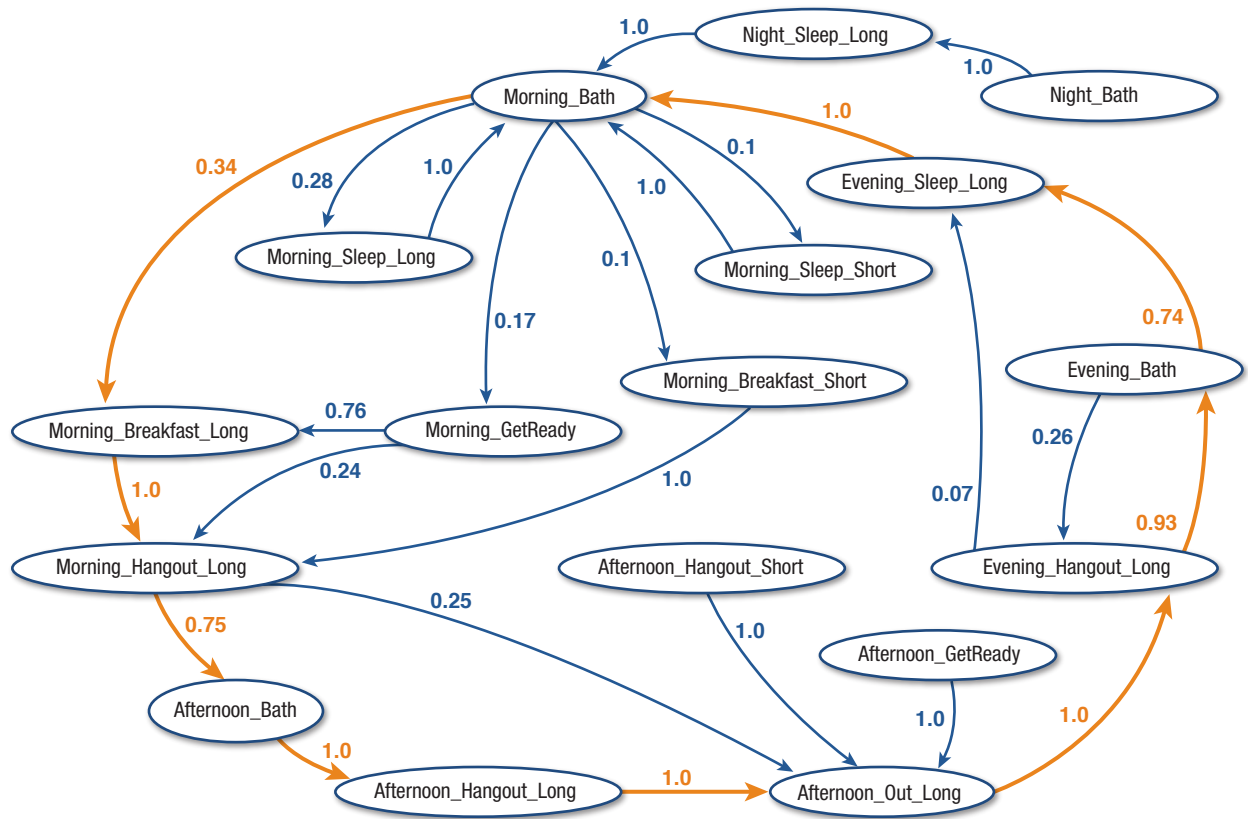 1.0
Night_Sleep_Long
1.0
Night_Bath
Morning_Bath
1.0
0.34
0.28
1.0
0.1
1.0
Evening_Sleep_Long
Morning_Sleep_Long
0.1
Morning_Sleep_Short
0.17
0.74
Morning_Breakfast_Short
Evening_Bath
0.76
Morning_Breakfast_Long
Morning_GetReady
0.26
0.24
1.0
1.0
0.07
0.93
Morning_Hangout_Long
Afternoon_Hangout_Short
Evening_Hangout_Long
0.25
0.75
1.0
Afternoon_GetReady
Afternoon_Bath
1.0
1.0
1.0
1.0
Afternoon_Hangout_Long
Afternoon_Out_Long